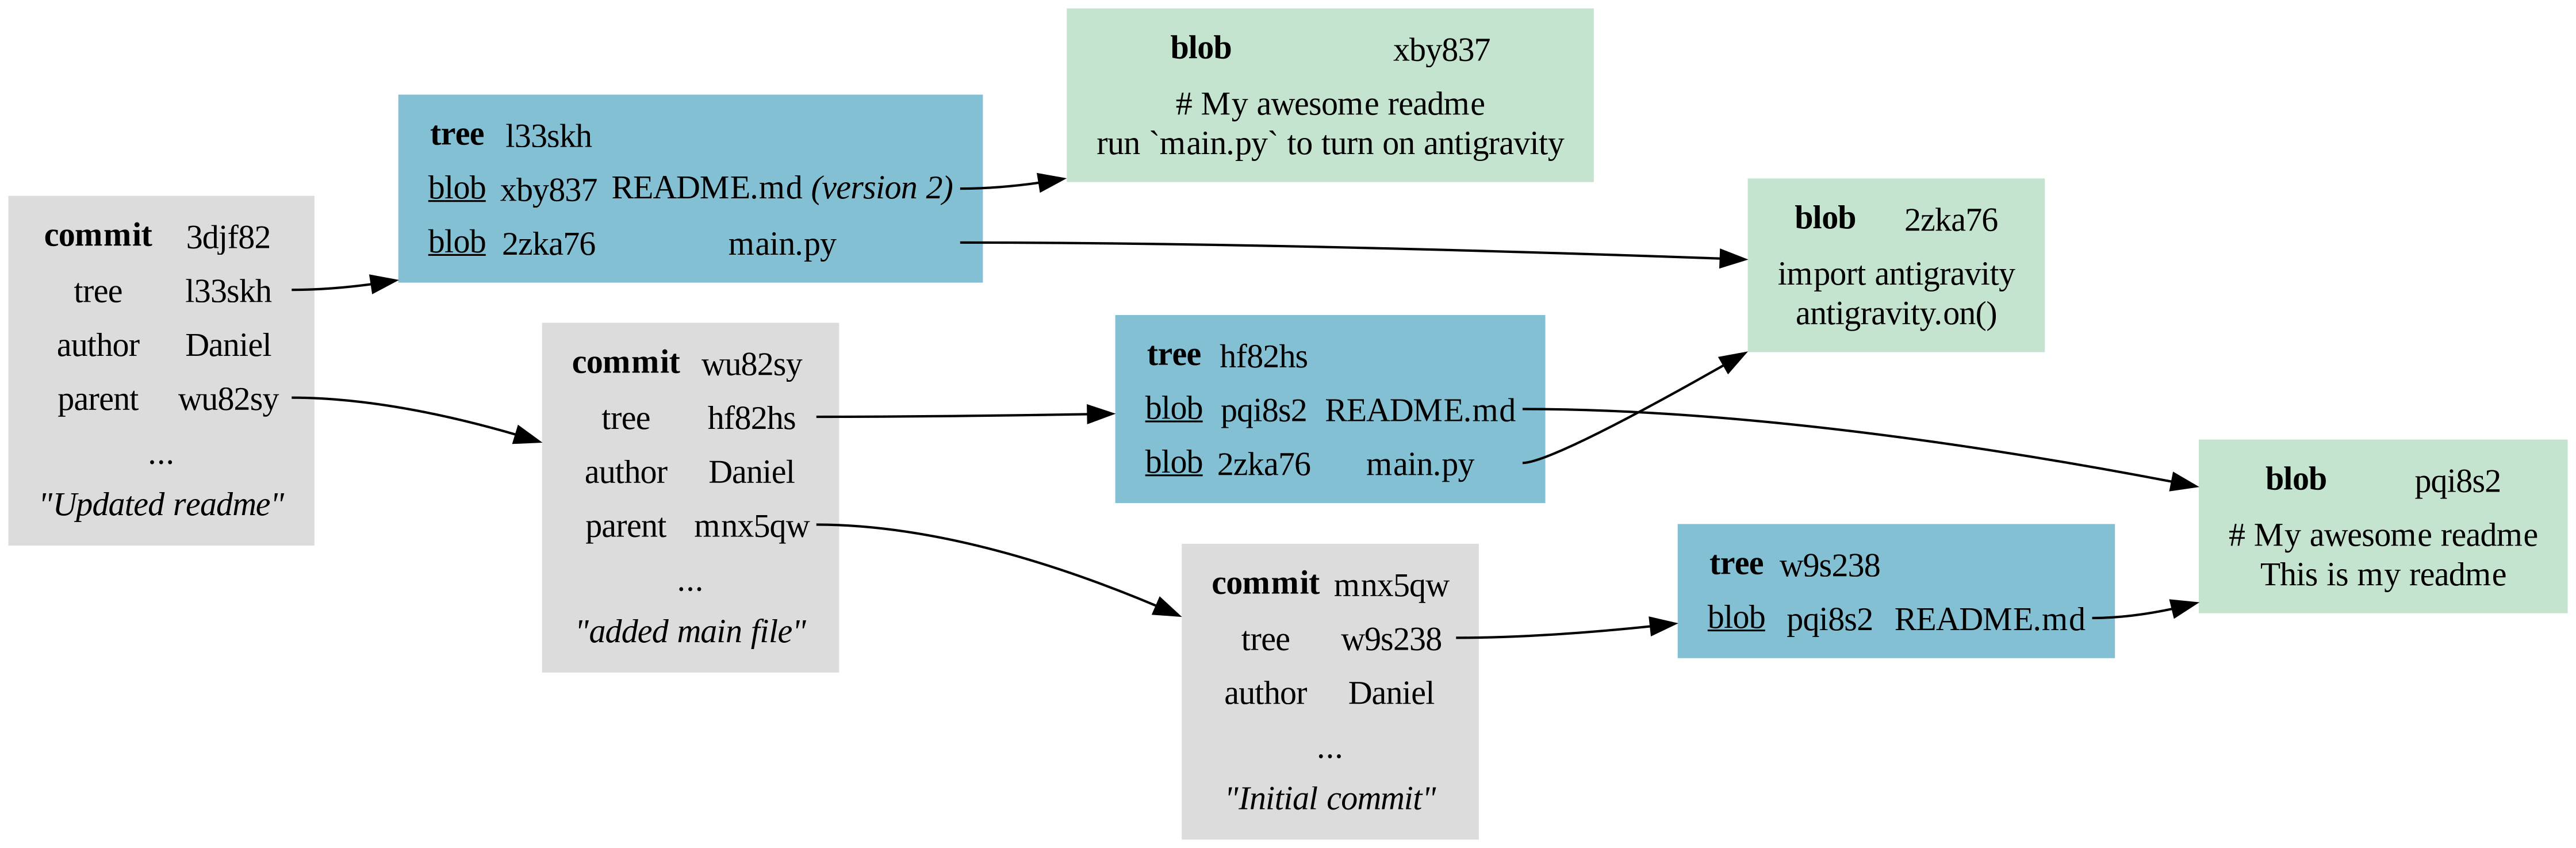 commit 3djf82
tree l33skh
author Daniel
parent wu82sy
...
"Updated readme"
tree l33skh
blob xby837 README.md (version 2)
blob 2zka76 main.py
commit wu82sy
tree hf82hs
author Daniel
parent mnx5qw
...
"added main file"
blob xby837
# My awesome readme
run `main.py` to turn on antigravity
tree hf82hs
blob pqi8s2 README.md
blob 2zka76 main.py
commit mnx5qw
tree w9s238
author Daniel
...
"Initial commit"
blob 2zka76
import antigravity
antigravity.on()
tree w9s238
blob pqi8s2 README.md
blob pqi8s2
# My awesome readme
This is my readme